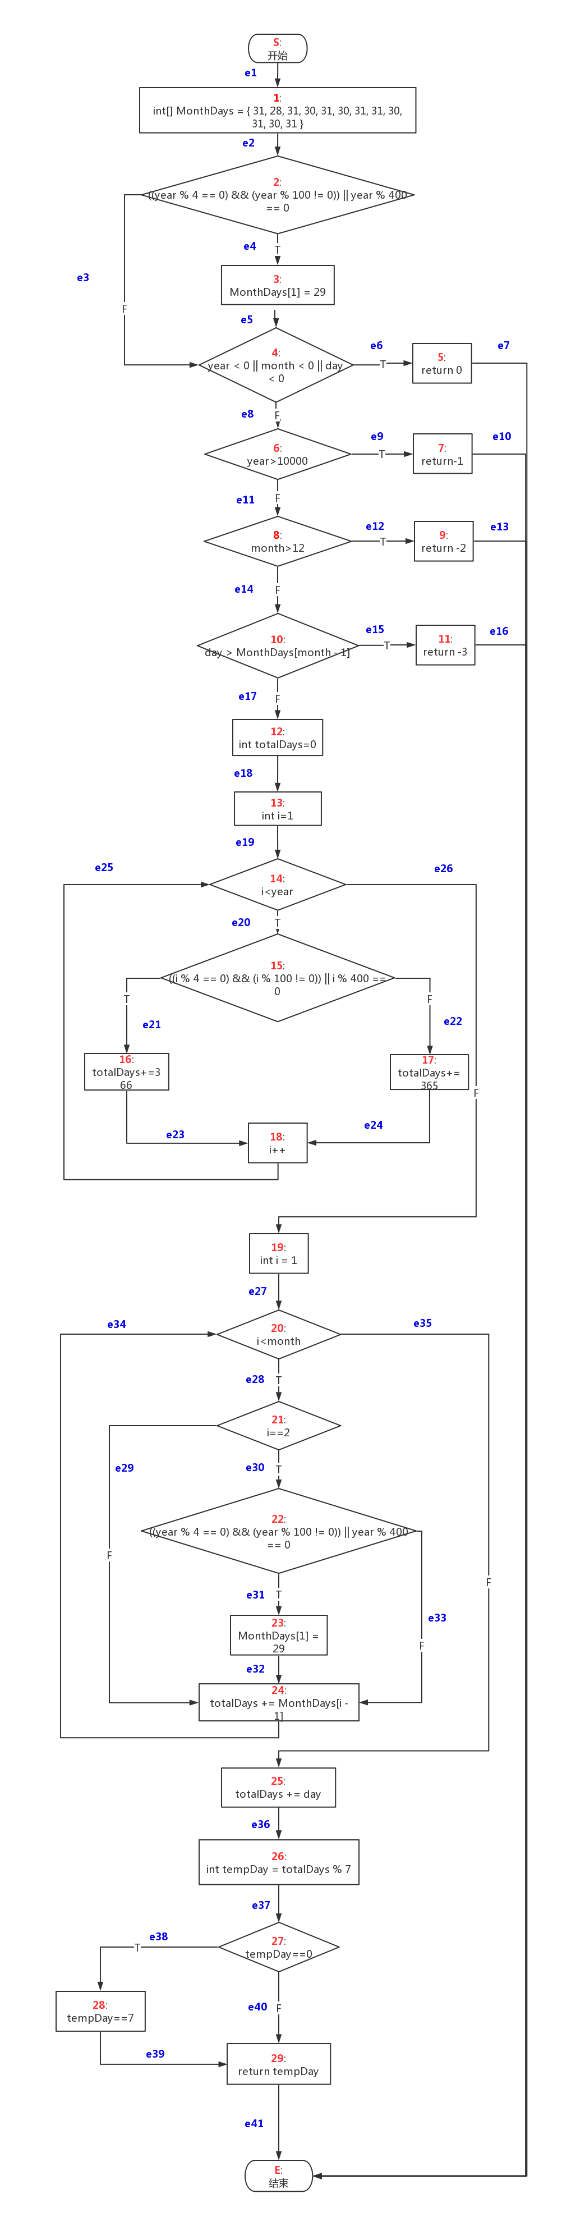 S:
开始
e1
1:
int[] MonthDays = { 31, 28, 31, 30, 31, 30, 31, 31, 30,
31, 30, 31 }
e2
2:
((year % 4 == 0) && (year % 100 != 0)) || year % 400
== 0
e4
T
e3
3:
MonthDays[1] = 29
F
e5
4:
year < 0 || month < 0 || day
< 0
e6
T
5:
return 0
e7
e8
F
6:
year>10000
e9
T
7:
return-1
e10
e11
F
8:
month>12
e12
T
9:
return -2
e13
e14
F
10:
day > MonthDays[month - 1]
e15
T
11:
return -3
e16
e17
F
12:
int totalDays=0
e18
13:
int i=1
e19
e25
14:
i<year
e26
e20
T
15:
((i % 4 == 0) && (i % 100 != 0)) || i % 400 ==
0
T
F
e21
e22
16:
totalDays+=3
66
17:
totalDays+=
365
F
e23
18:
i++
e24
19:
int i = 1
e27
e34
20:
i<month
e35
e28
T
21:
i==2
e29
e30
T
22:
((year % 4 == 0) && (year % 100 != 0)) || year % 400
== 0
F
F
e31
T
23:
MonthDays[1] =
29
e33
F
e32
24:
totalDays += MonthDays[i -
1]
25:
totalDays += day
e36
26:
int tempDay = totalDays % 7
e37
e38
T
27:
tempDay==0
28:
tempDay==7
e40
F
e39
29:
return tempDay
e41
E:
结束